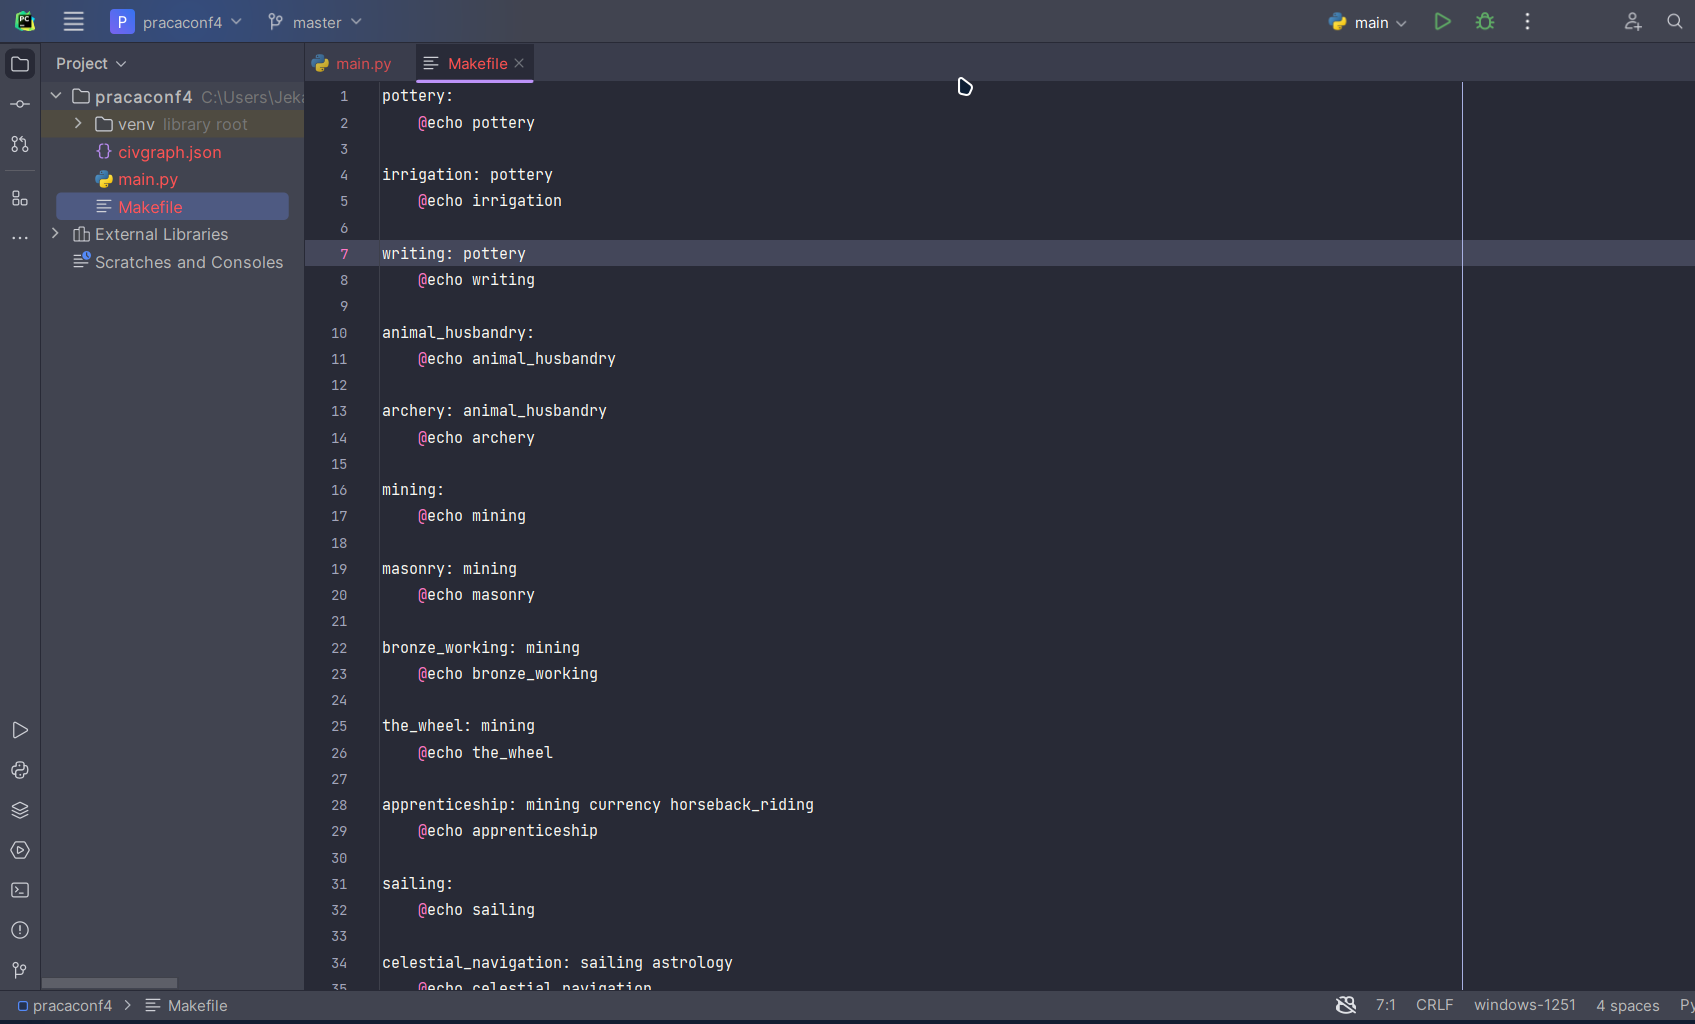 P pracaconf4 master main
Project main.py Makefile
pracaconf4 C:\Users\Jeka
venv library root
civgraph.json
main.py
Makefile
External Libraries
Scratches and Consoles
1 pottery:
2 @echo pottery
3
4 irrigation: pottery
5 @echo irrigation
6
7 writing: pottery
8 @echo writing
9
10 animal_husbandry:
11 @echo animal_husbandry
12
13 archery: animal_husbandry
14 @echo archery
15
16 mining:
17 @echo mining
18
19 masonry: mining
20 @echo masonry
21
22 bronze_working: mining
23 @echo bronze_working
24
25 the_wheel: mining
26 @echo the_wheel
27
28 apprenticeship: mining currency horseback_riding
29 @echo apprenticeship
30
31 sailing:
32 @echo sailing
33
34 celestial_navigation: sailing astrology
35 @echo celestial_navigation
pracaconf4 Makefile 7:1 CRLF windows-1251 4 spaces Py